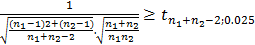 1 / (√(((n₁−1)2+(n₂−1)) / (n₁+n₂−2)) · √((n₁+n₂) / (n₁n₂))) ≥ t_{n₁+n₂−2;0.025}